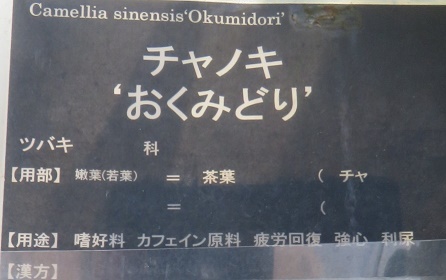 Camellia sinensis‘Okumidori’
チャノキ
‘おくみどり’
ツバキ 科
【用部】 嫩葉(若葉) ＝ 茶葉 ( チャ
＝ (
【用途】 嗜好料 カフェイン原料 疲労回復 強心 利尿
【漢方】